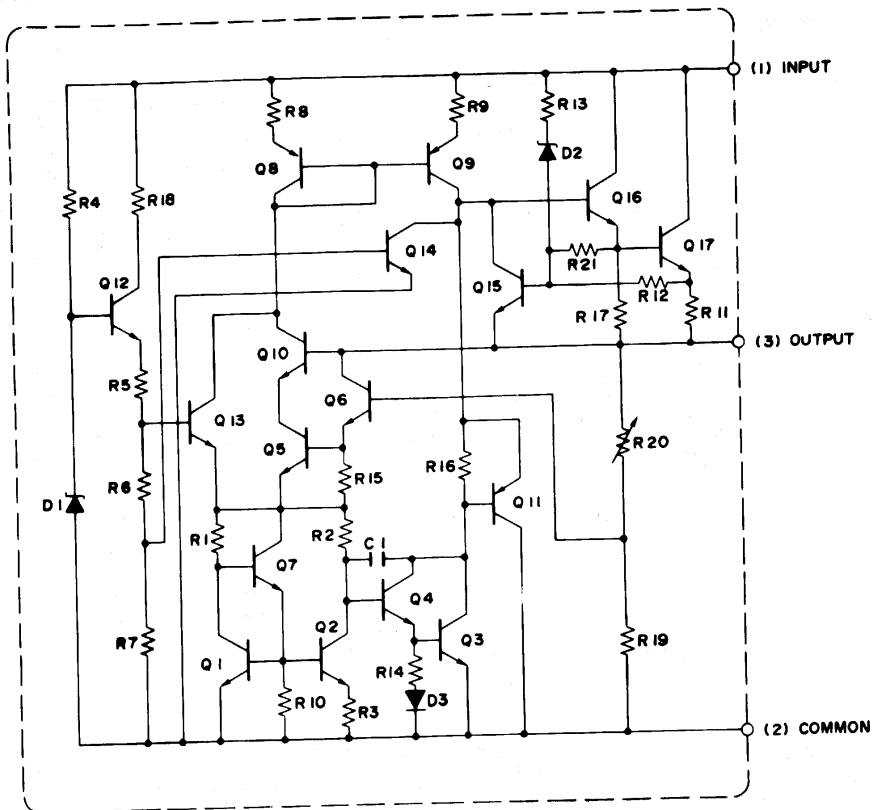 (1) INPUT
R8
R9
R13
D2
R4
R18
Q8
Q9
Q16
Q14
Q17
R21
Q12
Q15
R12
R17
R11
(3) OUTPUT
Q10
R5
Q6
Q13
Q5
R20
R6
R15
R16
D1
Q11
R1
R2
C1
Q7
Q4
Q2
R7
Q3
R19
Q1
R14
R10
R3
D3
(2) COMMON